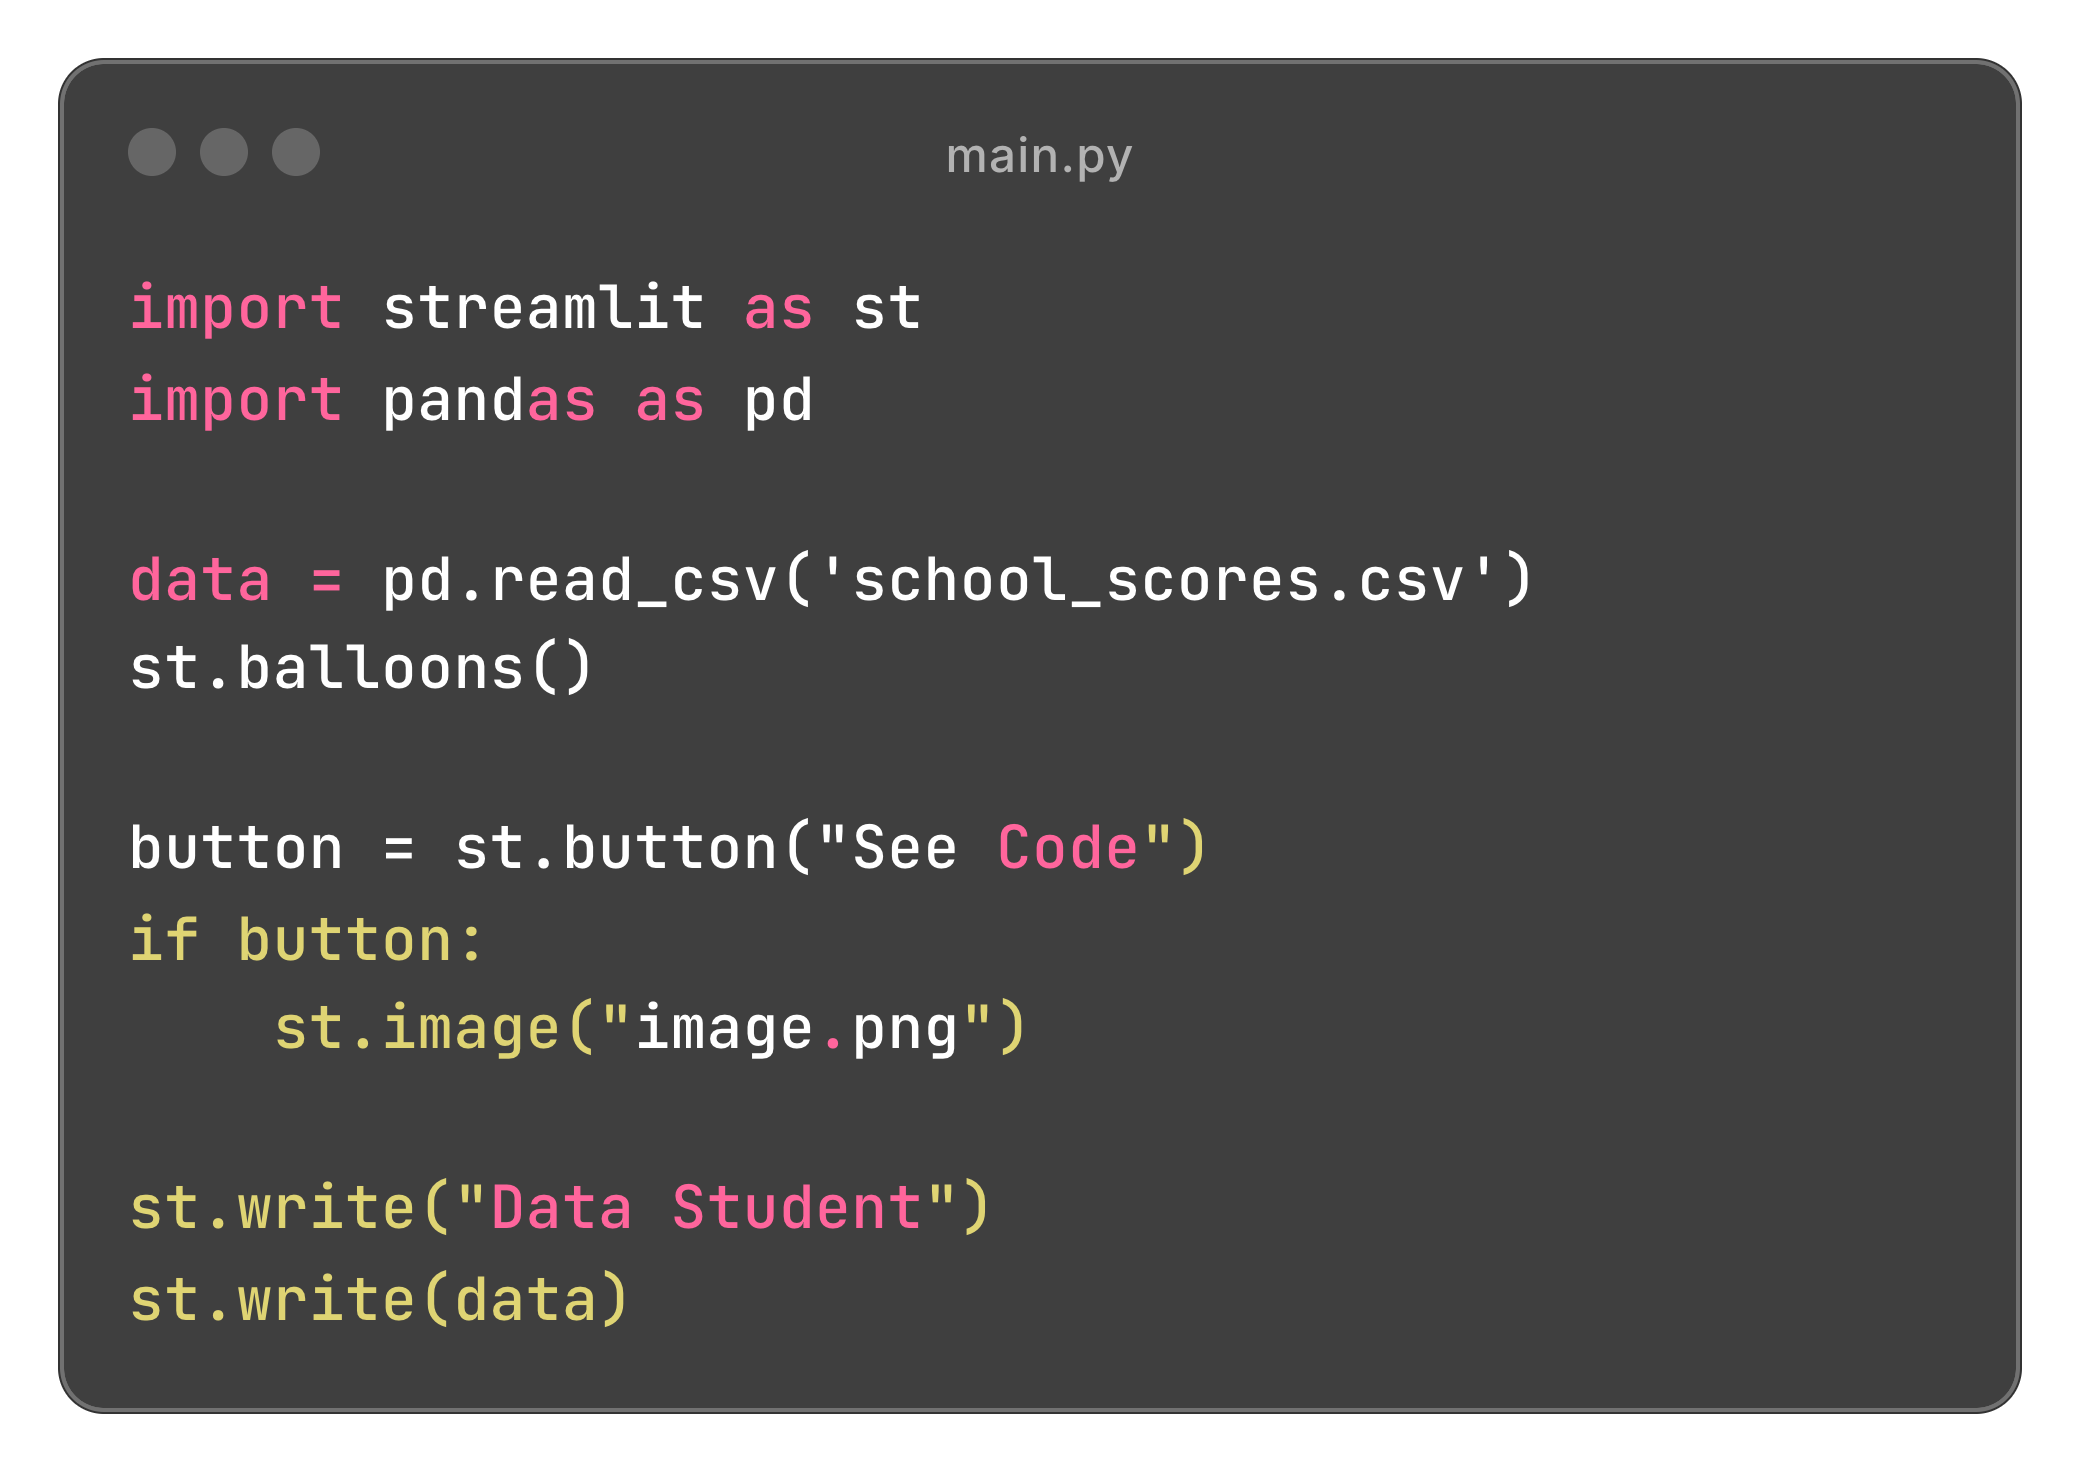 main.py
import streamlit as st
import pandas as pd
data = pd.read_csv('school_scores.csv')
st.balloons()
button = st.button("See Code")
if button:
    st.image("image.png")
st.write("Data Student")
st.write(data)